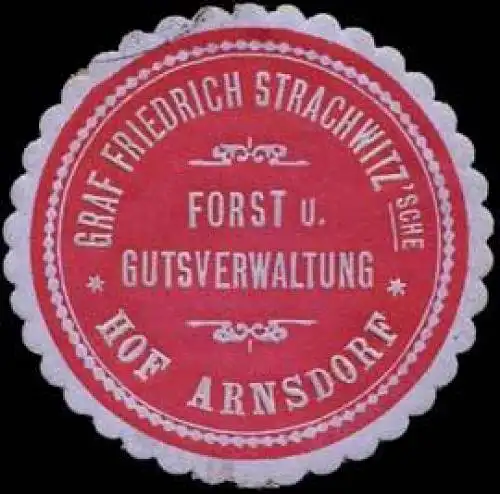 GRAF FRIEDRICH STRACHWITZ'SCHE
FORST u.
GUTSVERWALTUNG
* HOF ARNSDORF *